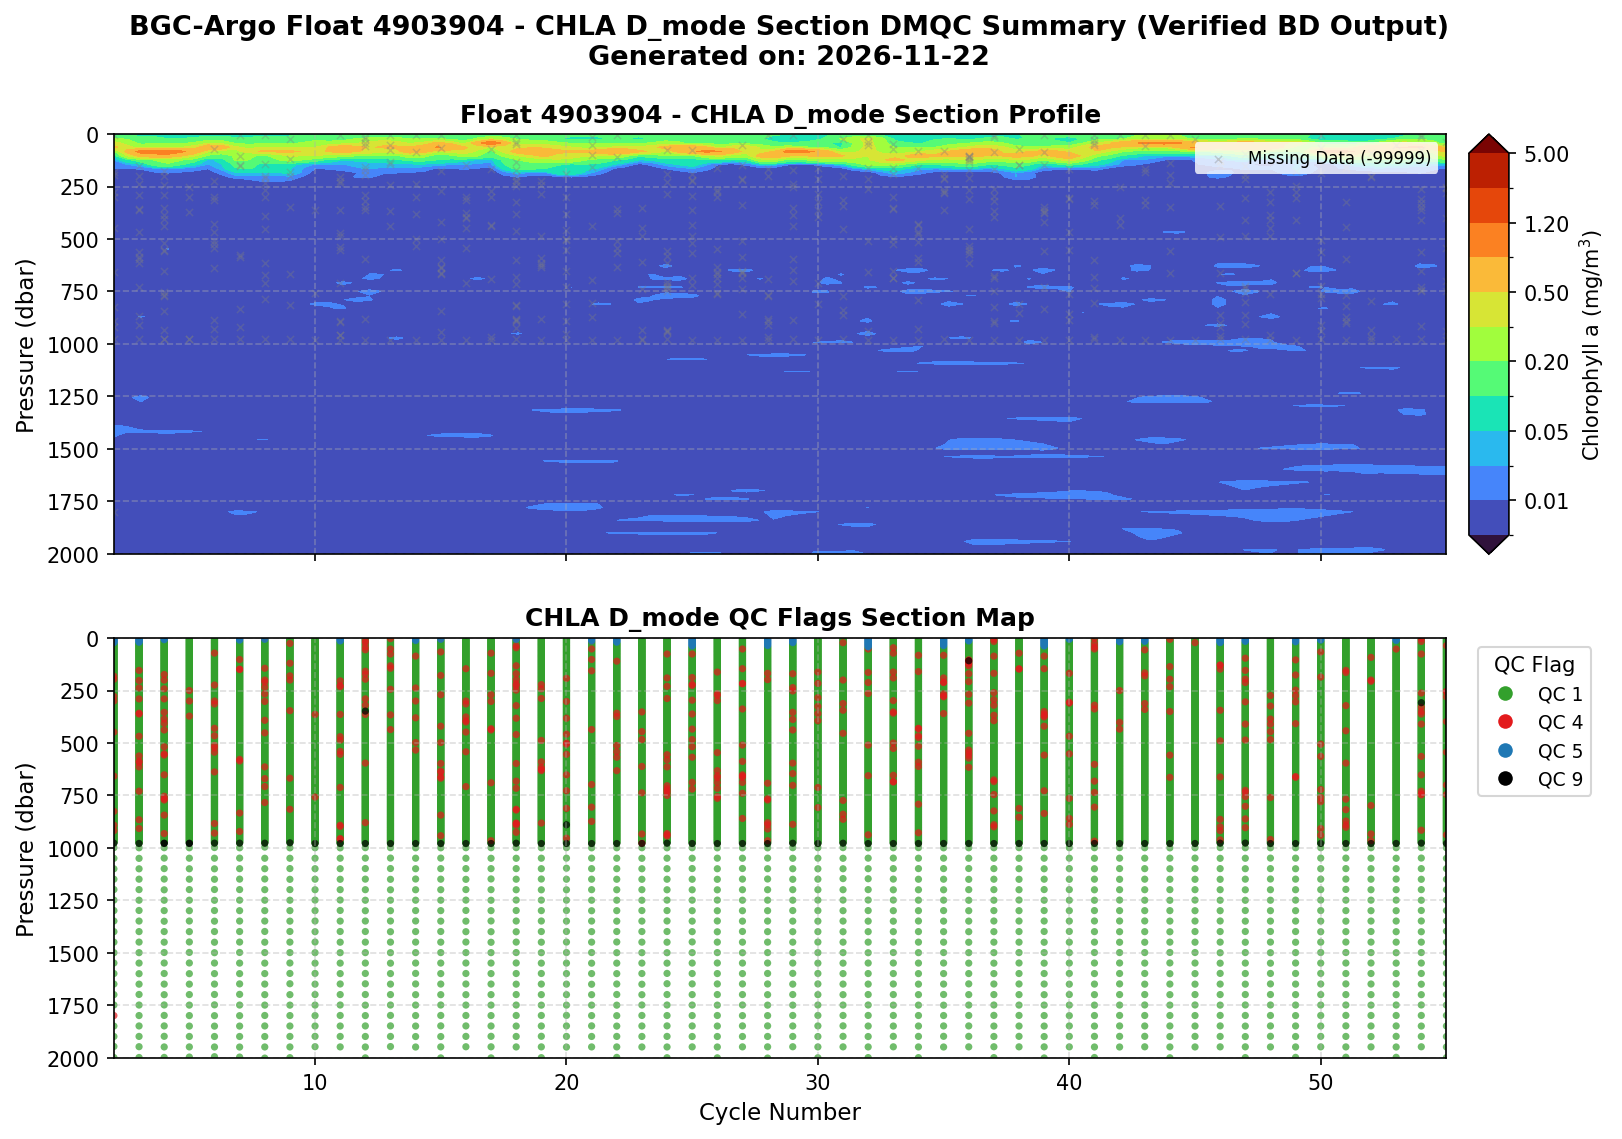 BGC-Argo Float 4903904 - CHLA D_mode Section DMQC Summary (Verified BD Output)
Generated on: 2026-11-22
Float 4903904 - CHLA D_mode Section Profile
0
250
500
750
1000
1250
1500
1750
2000
Pressure (dbar)
Missing Data (-99999)
5.00
1.20
0.50
0.20
0.05
0.01
Chlorophyll a (mg/m³)
CHLA D_mode QC Flags Section Map
0
250
500
750
1000
1250
1500
1750
2000
Pressure (dbar)
10
20
30
40
50
Cycle Number
QC Flag
QC 1
QC 4
QC 5
QC 9